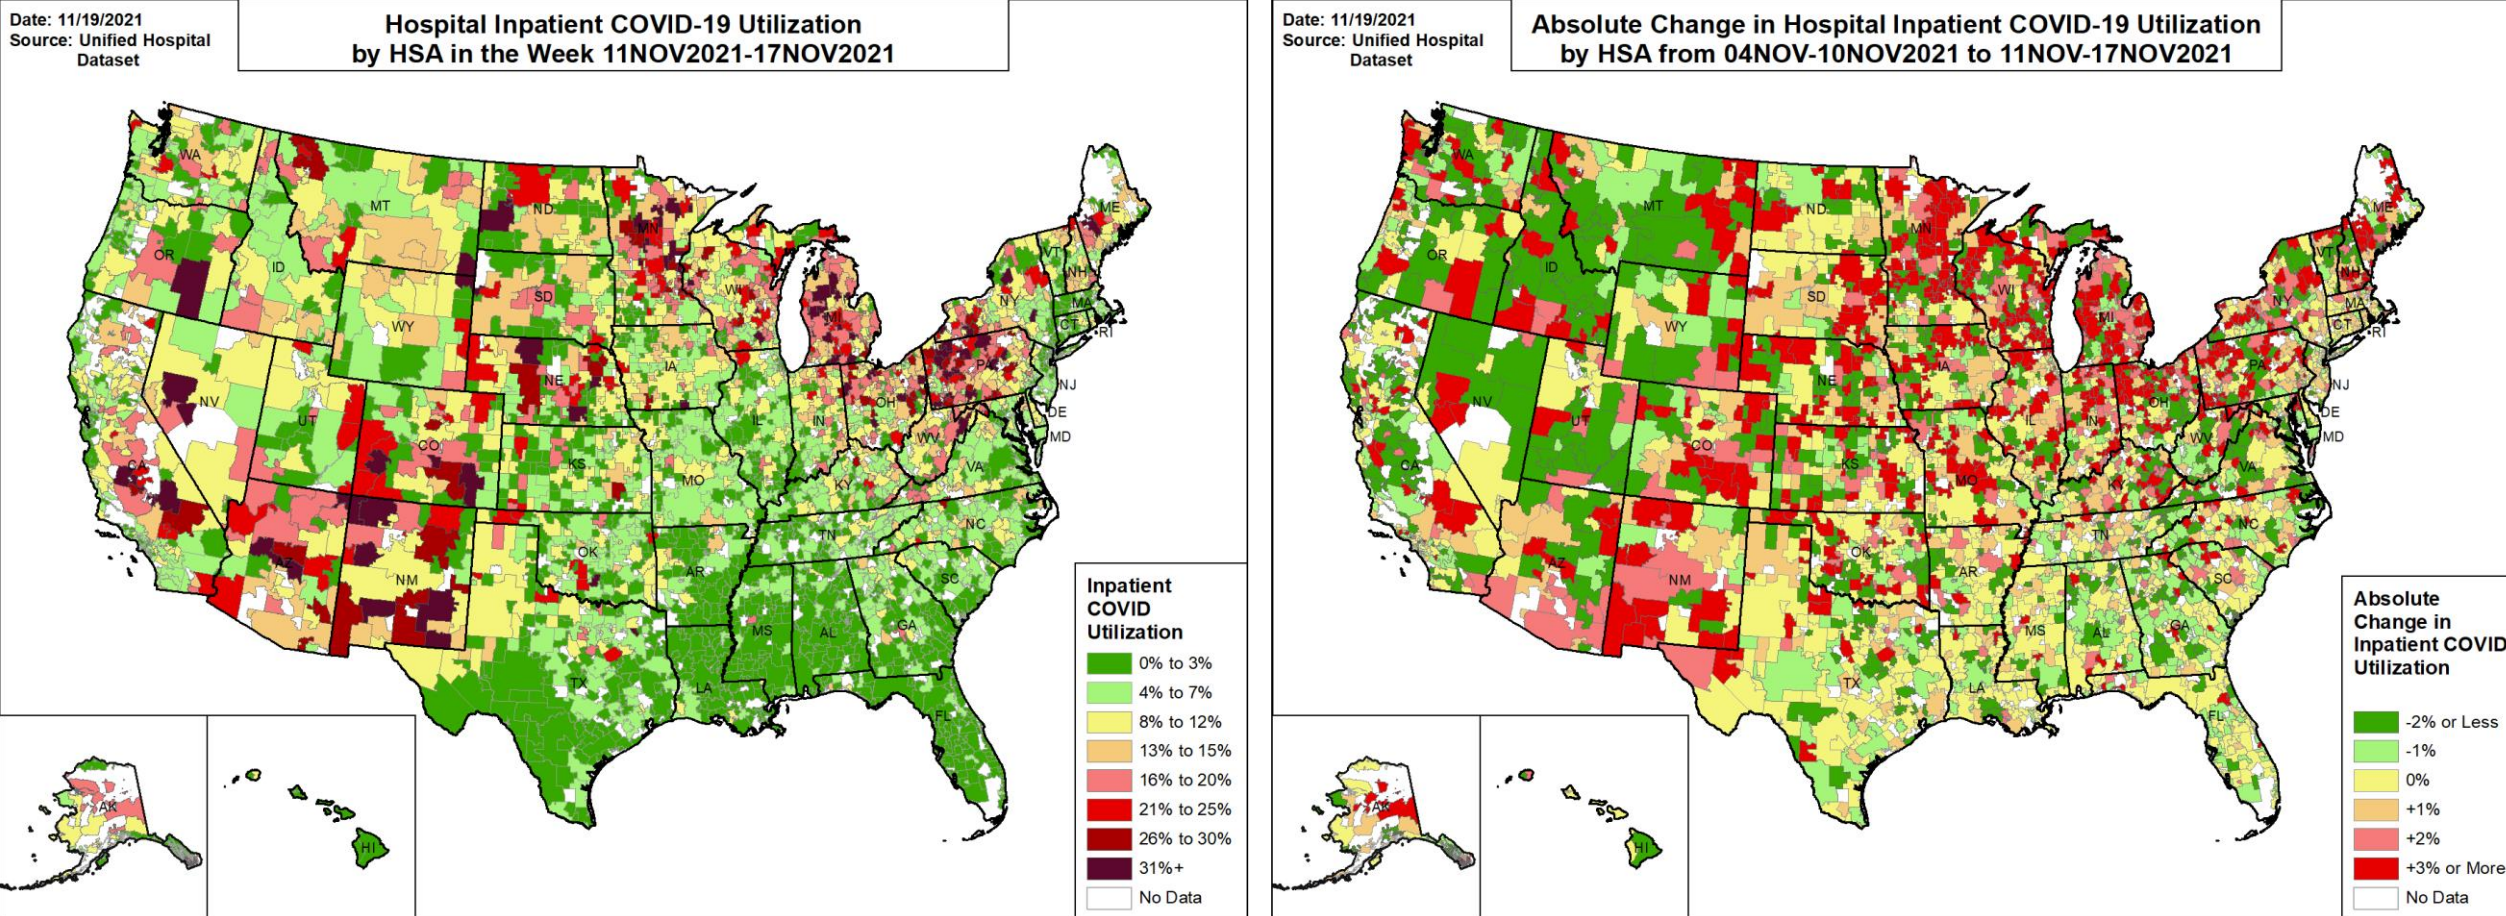 Date: 11/19/2021
Source: Unified Hospital
Dataset
Hospital Inpatient COVID-19 Utilization
by HSA in the Week 11NOV2021-17NOV2021
WA
MT
ND
MN
ME
OR
ID
SD
WI
MI
VT
NH
NY
MA
CT
RI
WY
NE
IA
PA
NJ
NV
UT
CO
IL
IN
OH
DE
MD
WV
CA
KS
MO
KY
VA
AZ
NM
OK
AR
TN
NC
SC
MS
AL
GA
TX
LA
FL
AK
HI
Inpatient
COVID
Utilization
0% to 3%
4% to 7%
8% to 12%
13% to 15%
16% to 20%
21% to 25%
26% to 30%
31%+
No Data
Date: 11/19/2021
Source: Unified Hospital
Dataset
Absolute Change in Hospital Inpatient COVID-19 Utilization
by HSA from 04NOV-10NOV2021 to 11NOV-17NOV2021
WA
MT
ND
MN
ME
OR
ID
SD
WI
MI
VT
NH
NY
MA
CT
RI
WY
NE
IA
PA
NJ
NV
UT
CO
IL
IN
OH
DE
MD
WV
CA
KS
MO
KY
VA
AZ
NM
OK
AR
TN
NC
SC
MS
AL
GA
TX
LA
FL
AK
HI
Absolute
Change in
Inpatient COVID
Utilization
-2% or Less
-1%
0%
+1%
+2%
+3% or More
No Data